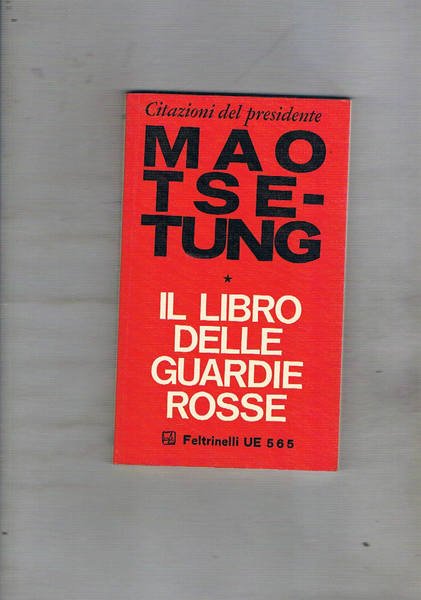 Citazioni del presidente
MAO
TSE-
TUNG
*
IL LIBRO
DELLE
GUARDIE
ROSSE
Feltrinelli UE 565